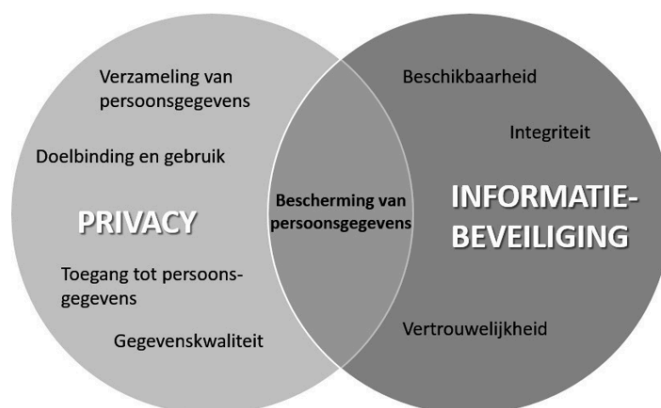 Verzameling van
persoonsgegevens
Doelbinding en gebruik
PRIVACY
Toegang tot persoons-
gegevens
Gegevenskwaliteit
Bescherming van
persoonsgegevens
Beschikbaarheid
Integriteit
INFORMATIE-
BEVEILIGING
Vertrouwelijkheid